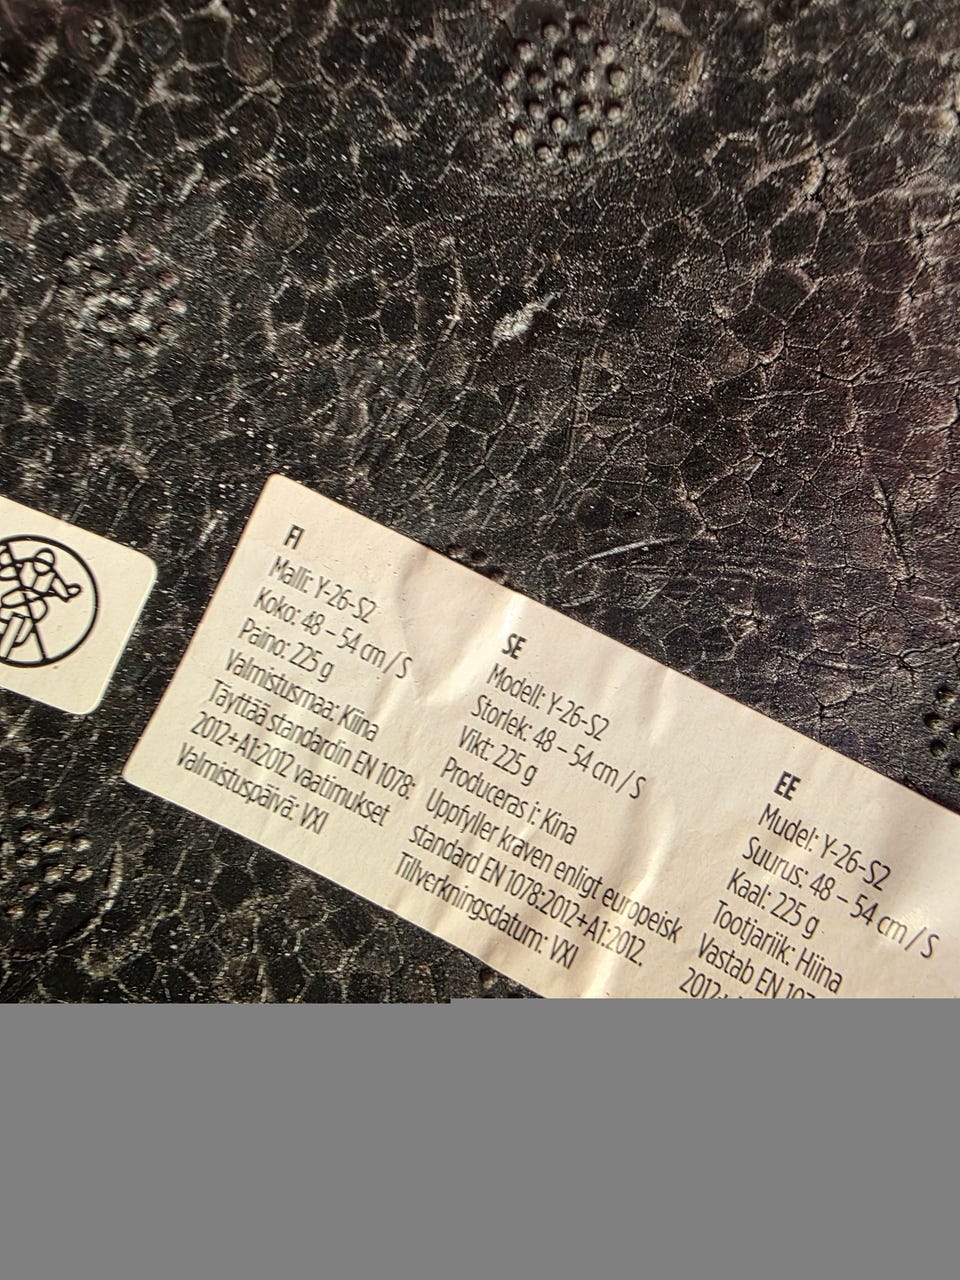 FI
Malli: Y-26-S2
Koko: 48 – 54 cm / S
Paino: 225 g
Valmistusmaa: Kiina
Täyttää standardin EN 1078:
2012+A1:2012 vaatimukset
Valmistuspäivä: VXI
SE
Modell: Y-26-S2
Storlek: 48 – 54 cm / S
Vikt: 225 g
Produceras i: Kina
Uppfyller kraven enligt europeisk
standard EN 1078:2012+A1:2012.
Tillverkningsdatum: VXI
EE
Mudel: Y-26-S2
Suurus: 48 – 54 cm / S
Kaal: 225 g
Tootjariik: Hiina
Vastab EN